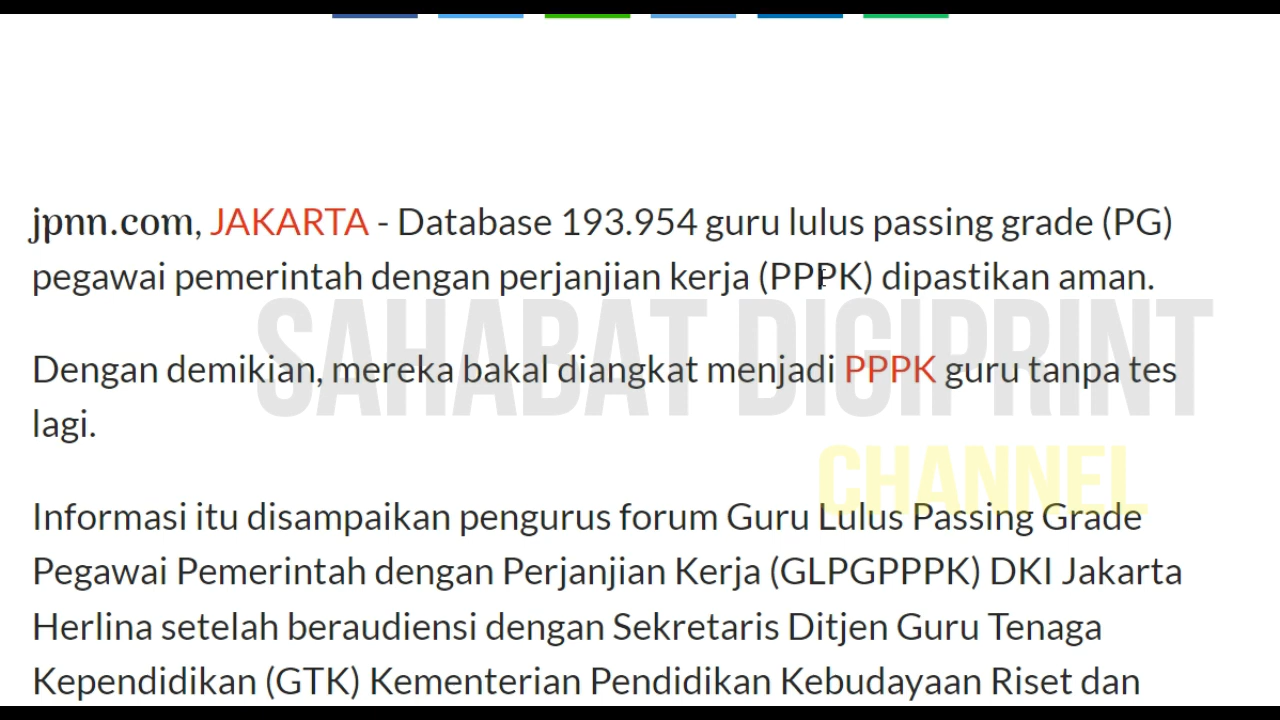 jpnn.com, JAKARTA - Database 193.954 guru lulus passing grade (PG)
pegawai pemerintah dengan perjanjian kerja (PPPK) dipastikan aman.
SAHABAT DIGIPRINT
Dengan demikian, mereka bakal diangkat menjadi PPPK guru tanpa tes
lagi.
CHANNEL
Informasi itu disampaikan pengurus forum Guru Lulus Passing Grade
Pegawai Pemerintah dengan Perjanjian Kerja (GLPGPPPK) DKI Jakarta
Herlina setelah beraudiensi dengan Sekretaris Ditjen Guru Tenaga
Kependidikan (GTK) Kementerian Pendidikan Kebudayaan Riset dan